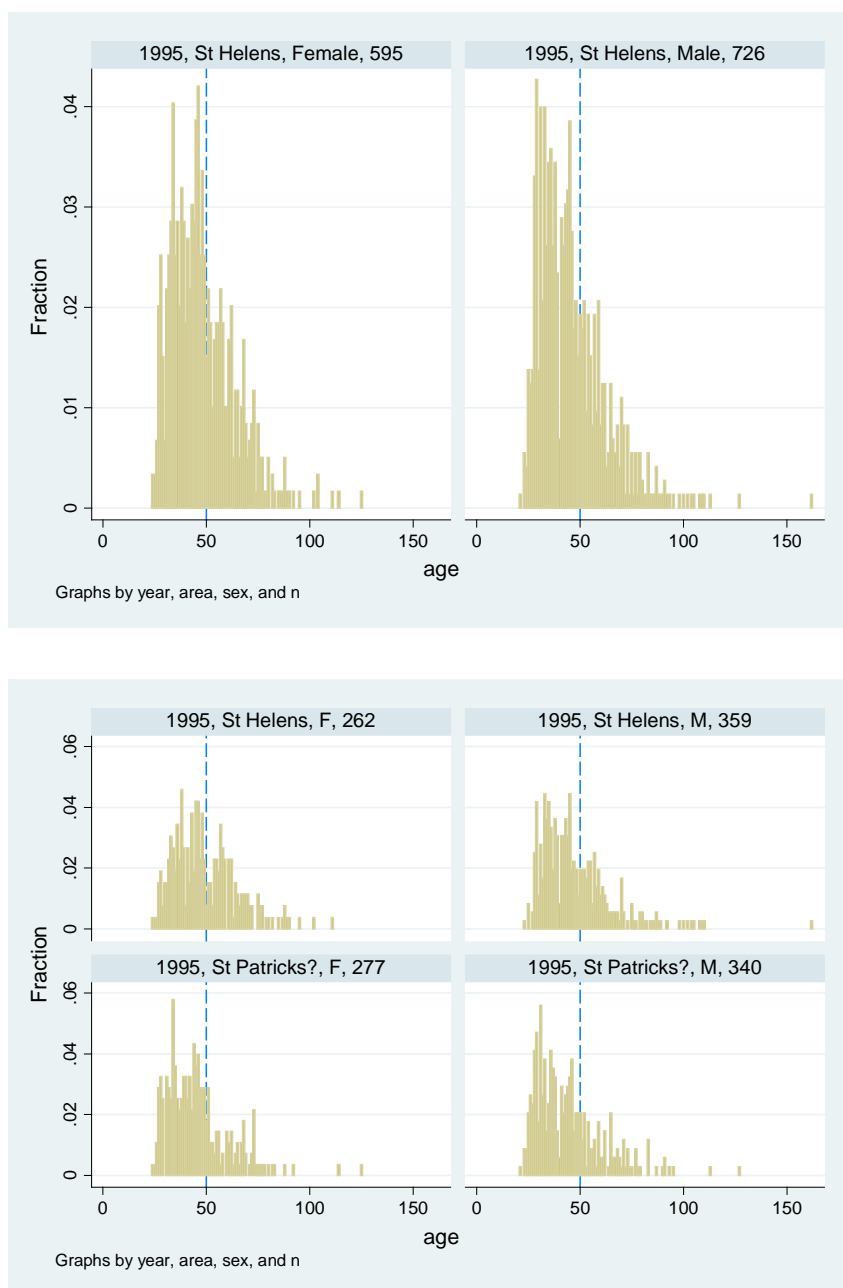 1995, St Helens, Female, 595
1995, St Helens, Male, 726
Fraction
0
.01
.02
.03
.04
0
50
100
150
0
50
100
150
age
Graphs by year, area, sex, and n
1995, St Helens, F, 262
1995, St Helens, M, 359
0
.02
.04
.06
1995, St Patricks?, F, 277
1995, St Patricks?, M, 340
Fraction
0
.02
.04
.06
0
50
100
150
0
50
100
150
age
Graphs by year, area, sex, and n